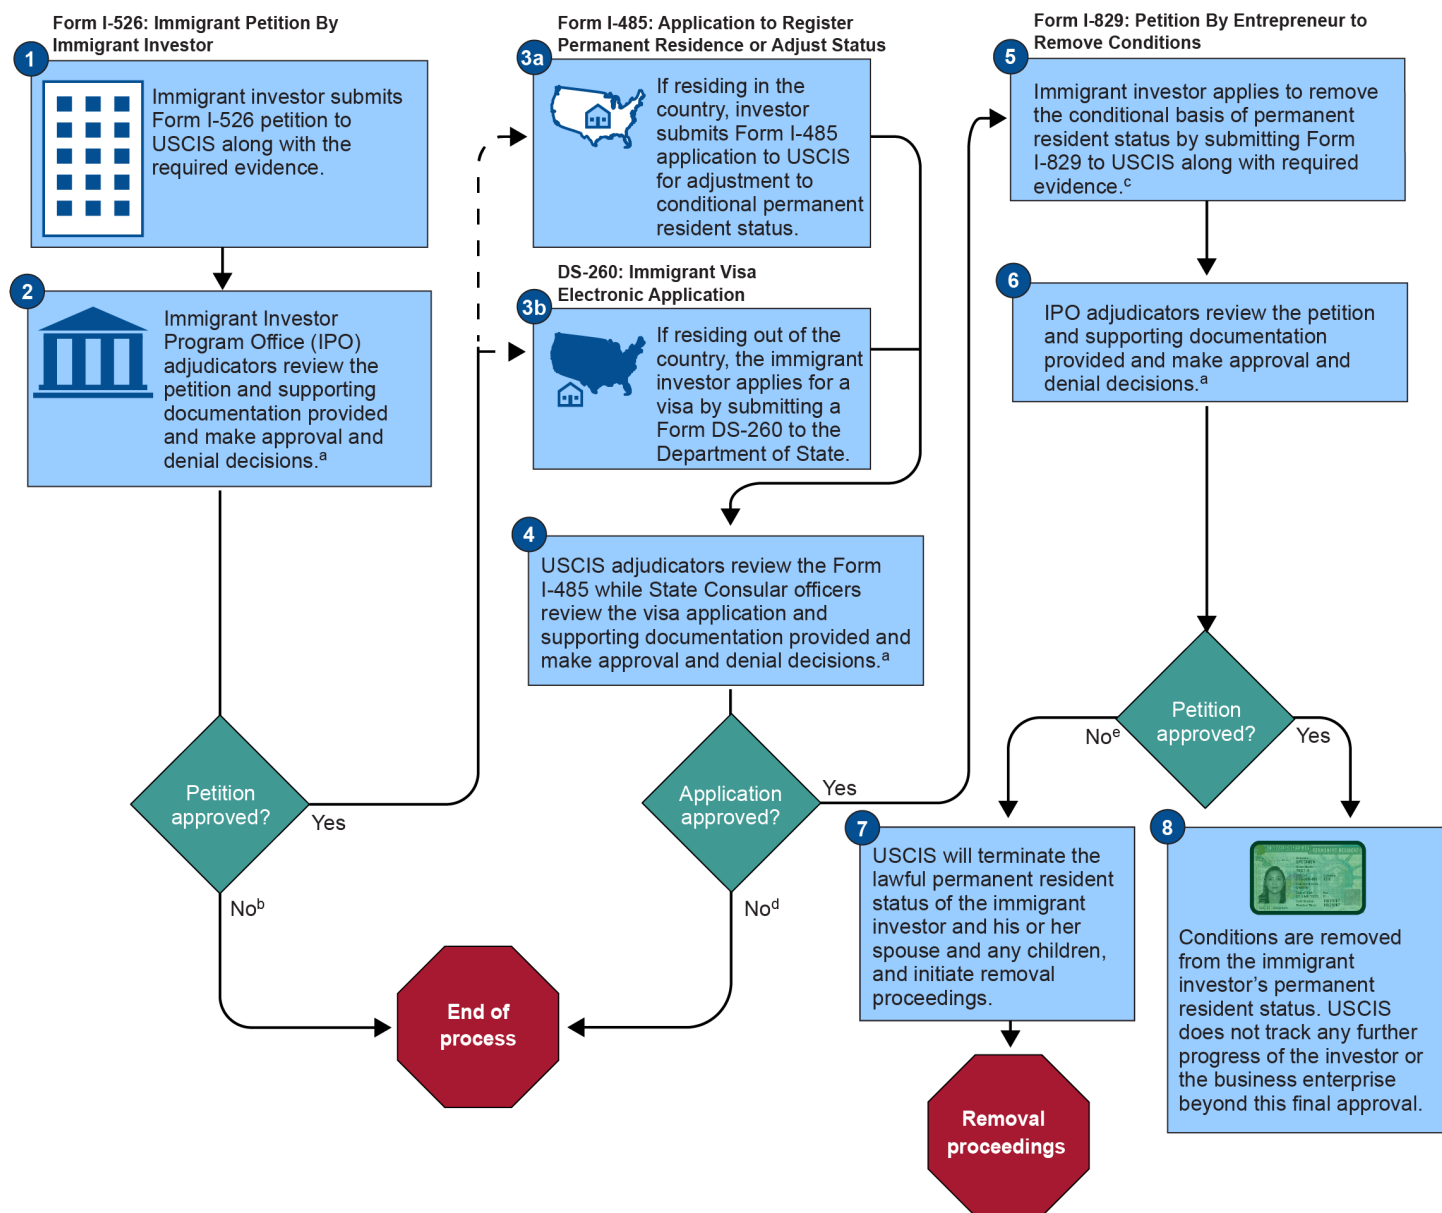 Form I-526: Immigrant Petition By
Immigrant Investor
1
Immigrant investor submits
Form I-526 petition to
USCIS along with the
required evidence.
2
Immigrant Investor
Program Office (IPO)
adjudicators review the
petition and supporting
documentation provided
and make approval and
denial decisions.a
Petition
approved?
Yes
Nob
Form I-485: Application to Register
Permanent Residence or Adjust Status
3a
If residing in the
country, investor
submits Form I-485
application to USCIS
for adjustment to
conditional permanent
resident status.
DS-260: Immigrant Visa
Electronic Application
3b
If residing out of the
country, the immigrant
investor applies for a
visa by submitting a
Form DS-260 to the
Department of State.
4
USCIS adjudicators review the Form
I-485 while State Consular officers
review the visa application and
supporting documentation provided and
make approval and denial decisions.a
Application
approved?
Yes
Nod
End of
process
Form I-829: Petition By Entrepreneur to
Remove Conditions
5
Immigrant investor applies to remove
the conditional basis of permanent
resident status by submitting Form
I-829 to USCIS along with required
evidence.c
6
IPO adjudicators review the petition
and supporting documentation
provided and make approval and
denial decisions.a
Petition
approved?
Noe
Yes
7
USCIS will terminate the
lawful permanent resident
status of the immigrant
investor and his or her
spouse and any children,
and initiate removal
proceedings.
Removal
proceedings
8
PERMANENT RESIDENT
Conditions are removed
from the immigrant
investor's permanent
resident status. USCIS
does not track any further
progress of the investor or
the business enterprise
beyond this final approval.